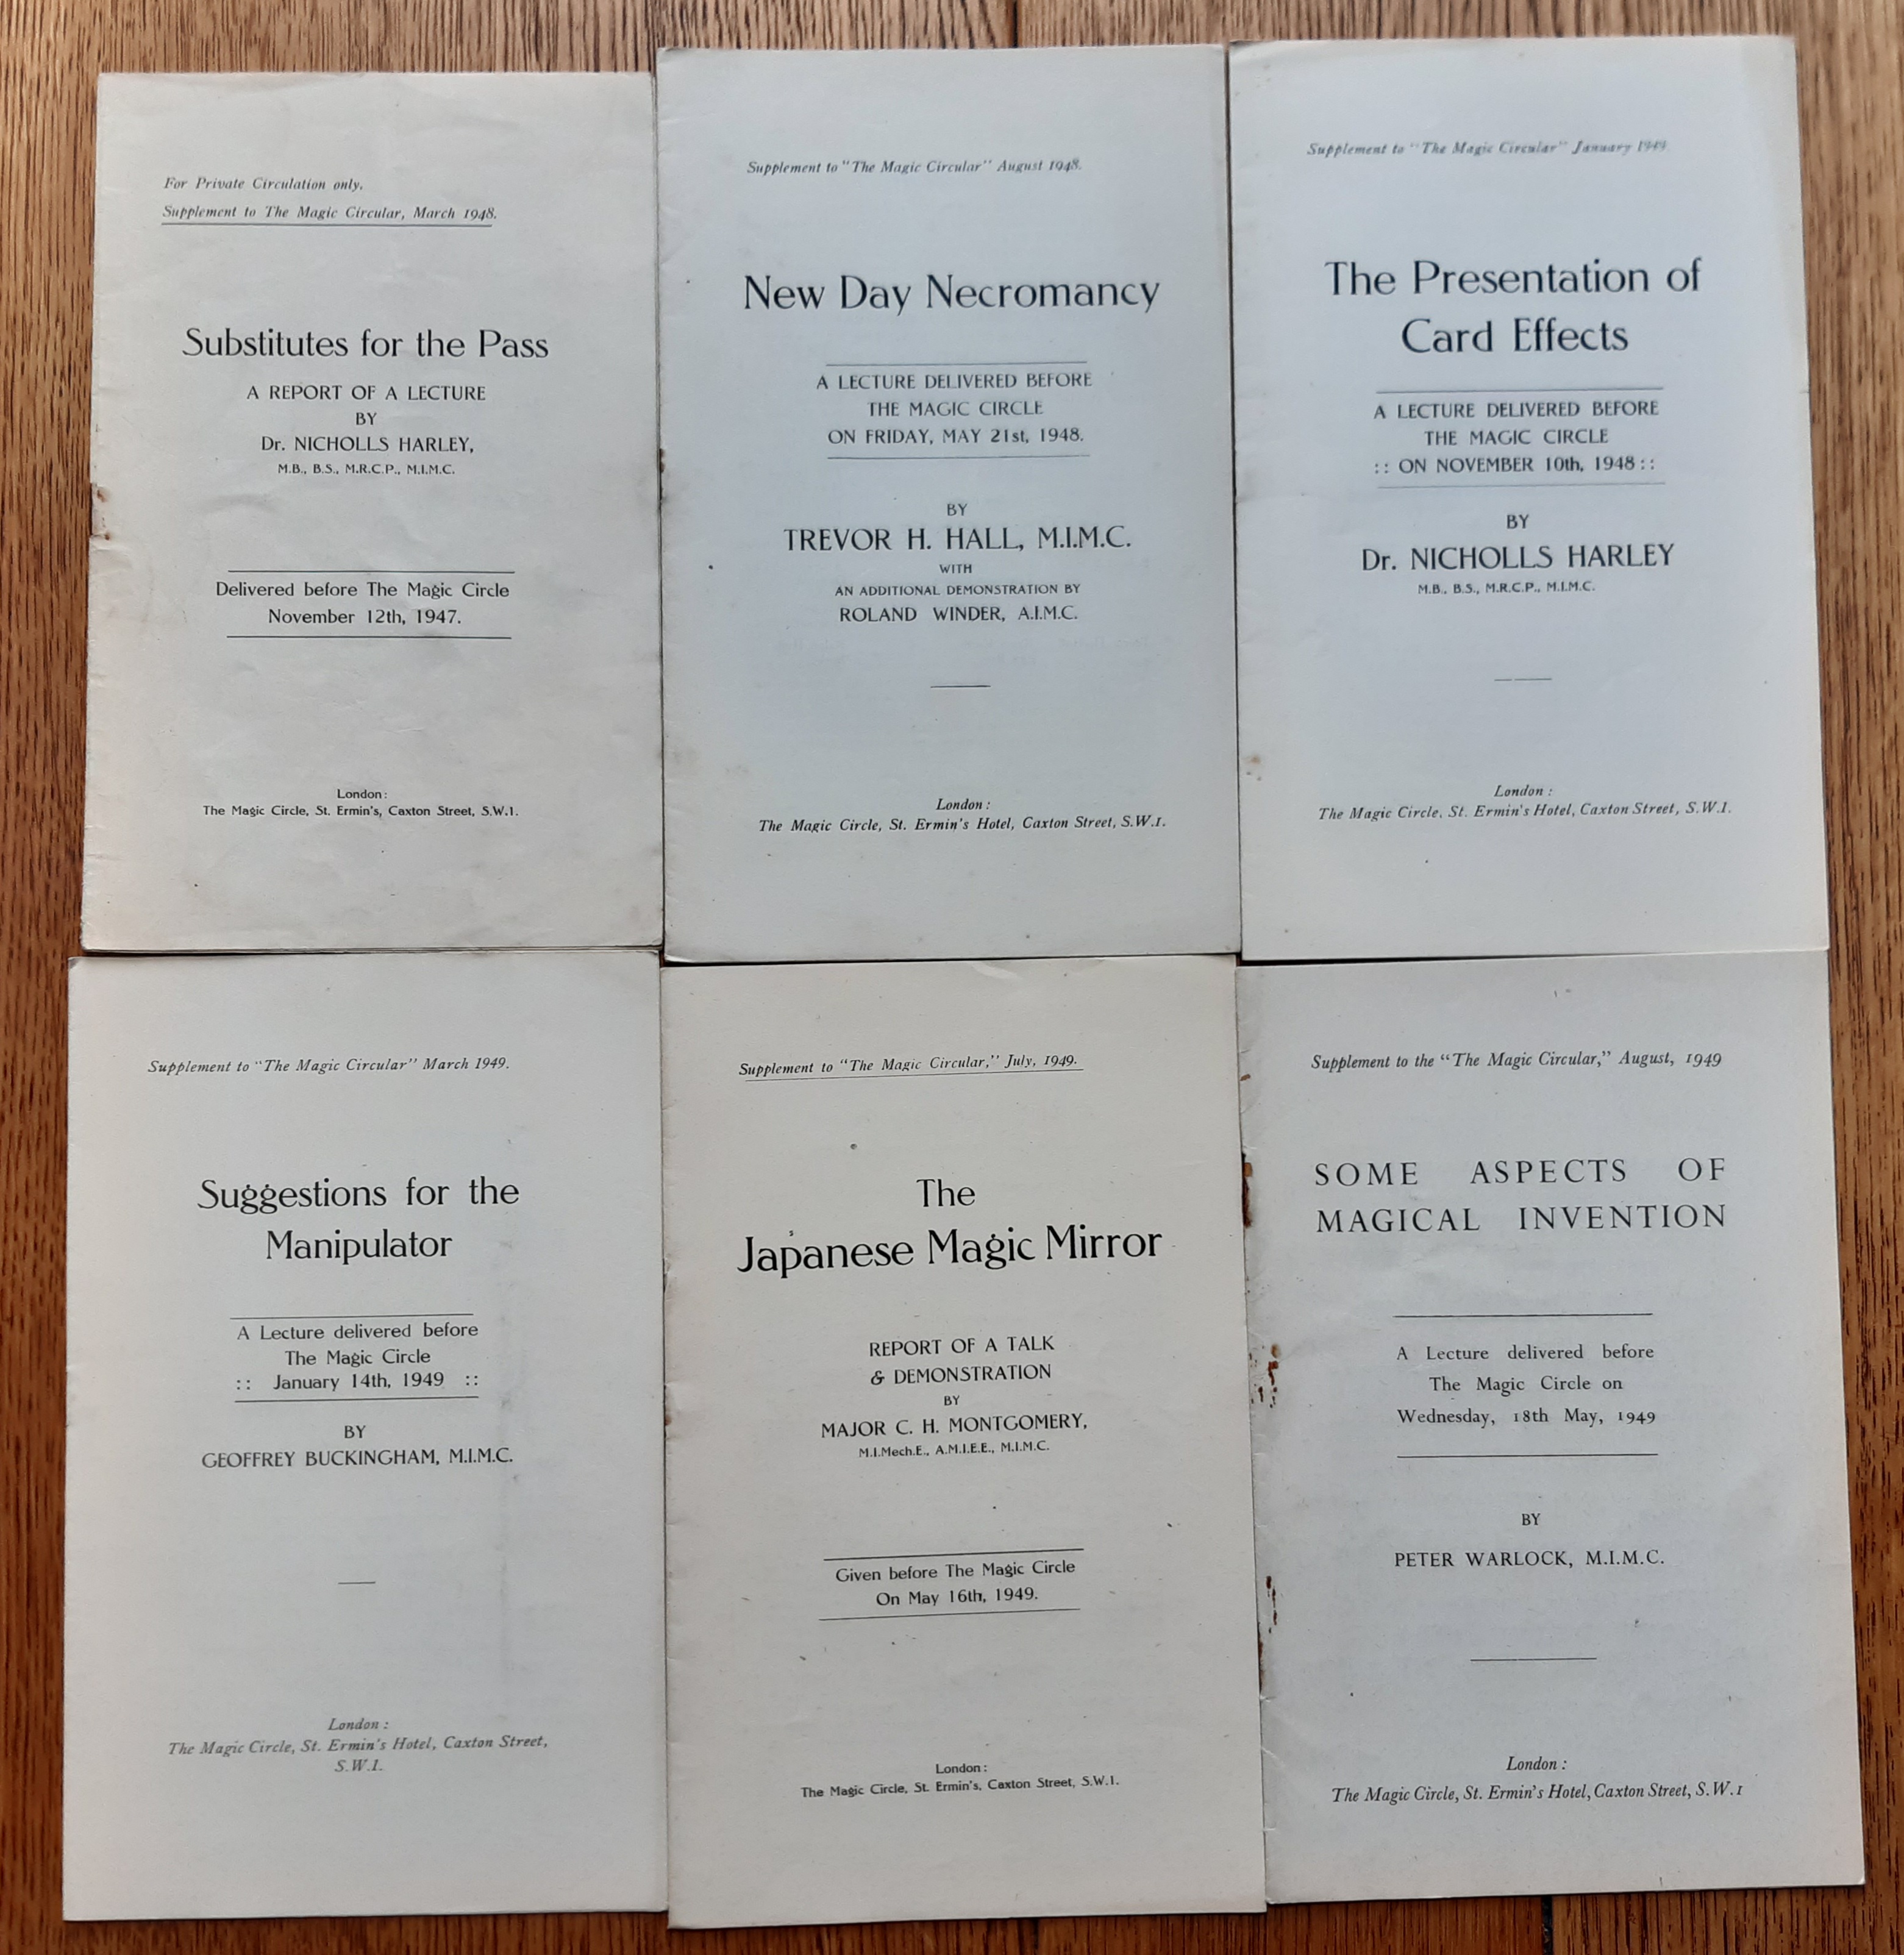 For Private Circulation only.
Supplement to The Magic Circular, March 1948.
Substitutes for the Pass
A REPORT OF A LECTURE
BY
Dr. NICHOLLS HARLEY,
M.B., B.S., M.R.C.P., M.I.M.C.
Delivered before The Magic Circle
November 12th, 1947.
London:
The Magic Circle, St. Ermin's, Caxton Street, S.W.1.
Supplement to "The Magic Circular" August 1948.
New Day Necromancy
A LECTURE DELIVERED BEFORE
THE MAGIC CIRCLE
ON FRIDAY, MAY 21st, 1948.
BY
TREVOR H. HALL, M.I.M.C.
WITH
AN ADDITIONAL DEMONSTRATION BY
ROLAND WINDER, A.I.M.C.
London:
The Magic Circle, St. Ermin's Hotel, Caxton Street, S.W.1.
Supplement to "The Magic Circular" January 1949.
The Presentation of
Card Effects
A LECTURE DELIVERED BEFORE
THE MAGIC CIRCLE
:: ON NOVEMBER 10th, 1948 ::
BY
Dr. NICHOLLS HARLEY
M.B., B.S., M.R.C.P., M.I.M.C.
London:
The Magic Circle, St. Ermin's Hotel, Caxton Street, S.W.1.
Supplement to "The Magic Circular" March 1949.
Suggestions for the
Manipulator
A Lecture delivered before
The Magic Circle
:: January 14th, 1949 ::
BY
GEOFFREY BUCKINGHAM, M.I.M.C.
London:
The Magic Circle, St. Ermin's Hotel, Caxton Street,
S.W.1.
Supplement to "The Magic Circular," July, 1949.
The
Japanese Magic Mirror
REPORT OF A TALK
& DEMONSTRATION
BY
MAJOR C. H. MONTGOMERY,
M.I.Mech.E., A.M.I.E.E., M.I.M.C.
Given before The Magic Circle
On May 16th, 1949.
London:
The Magic Circle, St. Ermin's, Caxton Street, S.W.1.
Supplement to the "The Magic Circular," August, 1949
SOME ASPECTS OF
MAGICAL INVENTION
A Lecture delivered before
The Magic Circle on
Wednesday, 18th May, 1949
BY
PETER WARLOCK, M.I.M.C.
London:
The Magic Circle, St. Ermin's Hotel, Caxton Street, S.W.1